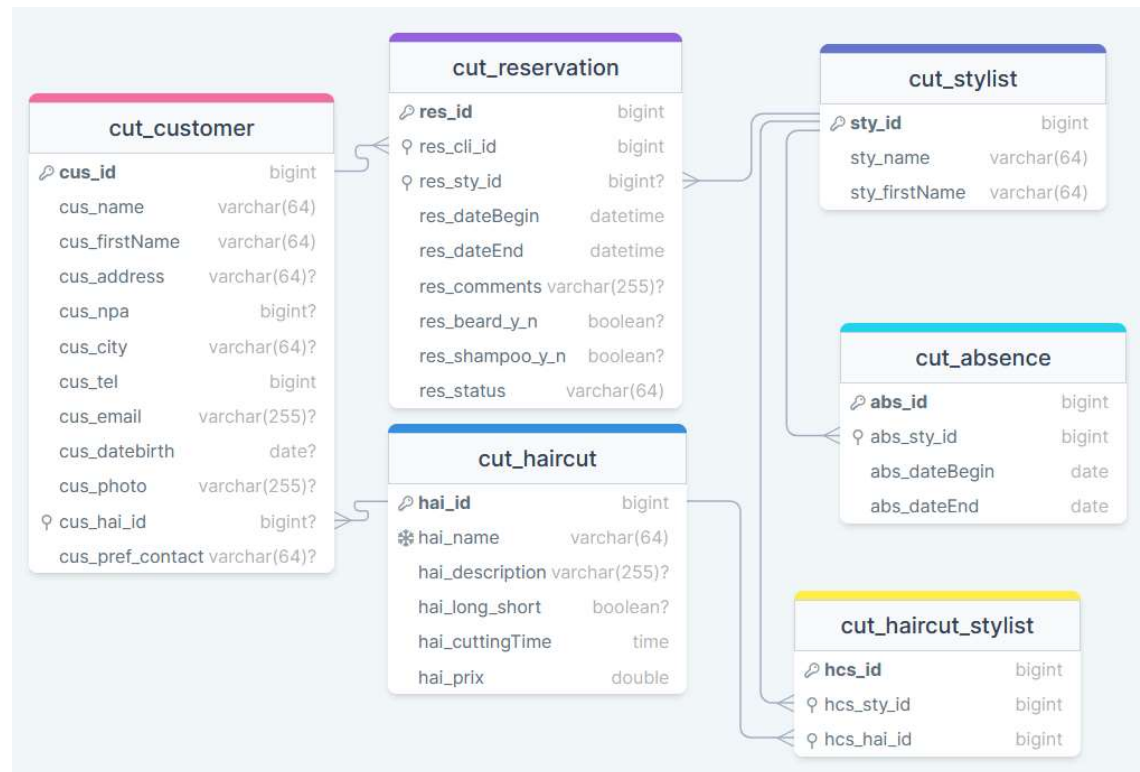 cut_customer
cus_id bigint
cus_name varchar(64)
cus_firstName varchar(64)
cus_address varchar(64)?
cus_npa bigint?
cus_city varchar(64)?
cus_tel bigint
cus_email varchar(255)?
cus_datebirth date?
cus_photo varchar(255)?
cus_hai_id bigint?
cus_pref_contact varchar(64)?
cut_reservation
res_id bigint
res_cli_id bigint
res_sty_id bigint?
res_dateBegin datetime
res_dateEnd datetime
res_comments varchar(255)?
res_beard_y_n boolean?
res_shampoo_y_n boolean?
res_status varchar(64)
cut_haircut
hai_id bigint
hai_name varchar(64)
hai_description varchar(255)?
hai_long_short boolean?
hai_cuttingTime time
hai_prix double
cut_stylist
sty_id bigint
sty_name varchar(64)
sty_firstName varchar(64)
cut_absence
abs_id bigint
abs_sty_id bigint
abs_dateBegin date
abs_dateEnd date
cut_haircut_stylist
hcs_id bigint
hcs_sty_id bigint
hcs_hai_id bigint